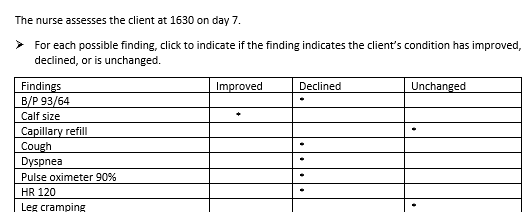 The nurse assesses the client at 1630 on day 7.
➤ For each possible finding, click to indicate if the finding indicates the client's condition has improved,
declined, or is unchanged.
Findings Improved Declined Unchanged
B/P 93/64 •
Calf size •
Capillary refill •
Cough •
Dyspnea •
Pulse oximeter 90% •
HR 120 •
Leg cramping •